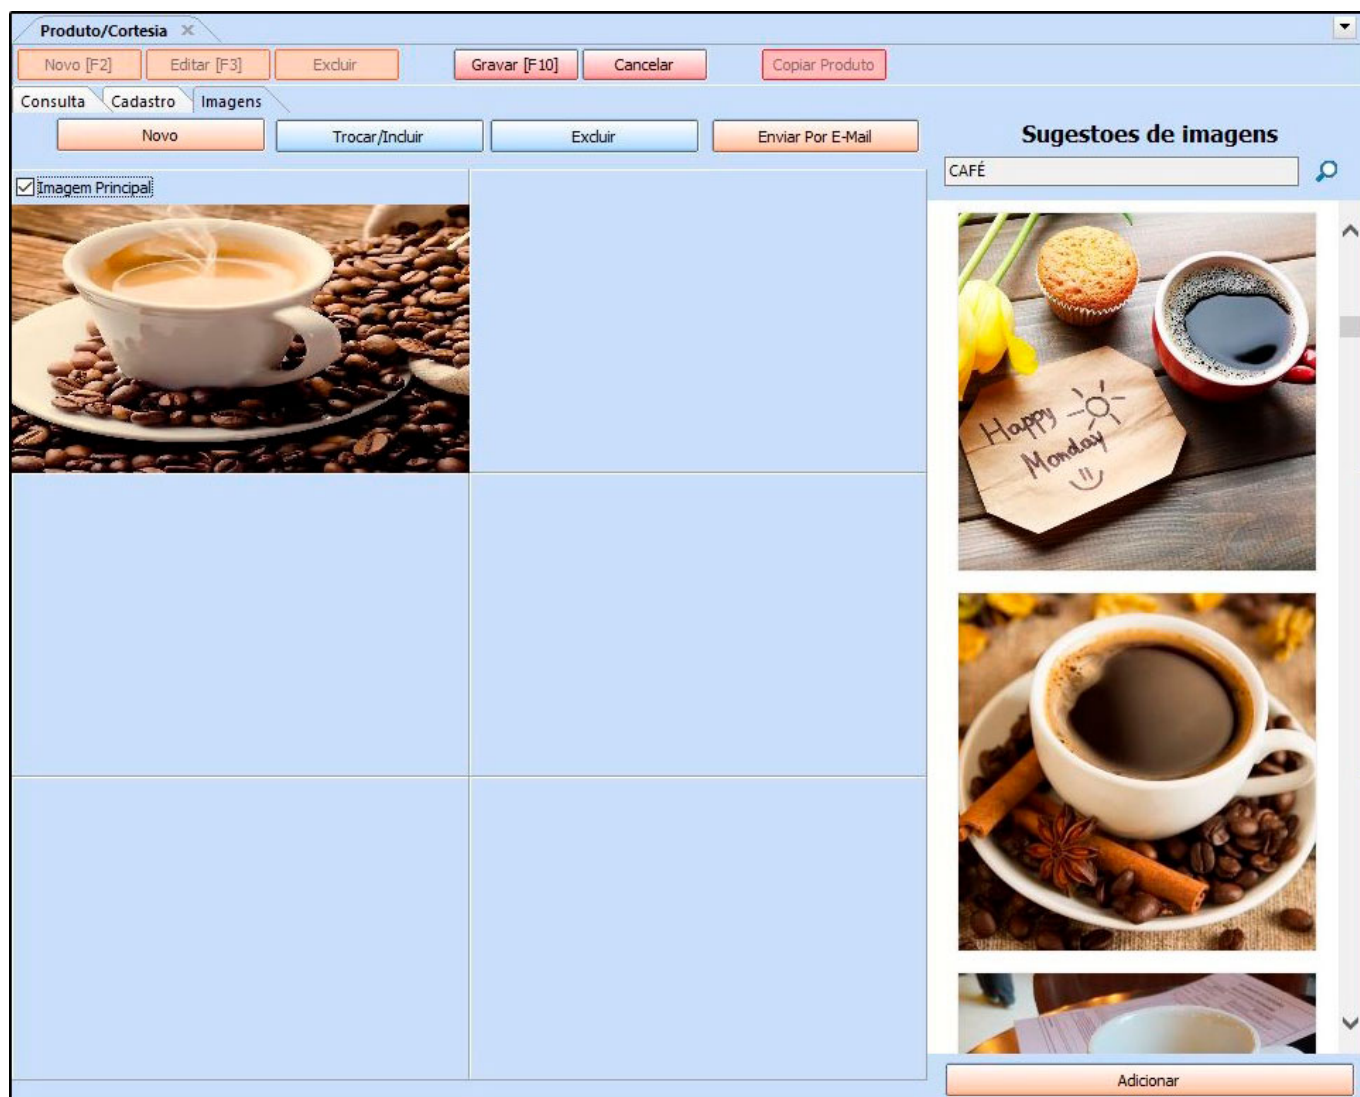 Produto/Cortesia
Novo [F2] Editar [F3] Excluir Gravar [F10] Cancelar Copiar Produto
Consulta Cadastro Imagens
Novo Trocar/Incluir Excluir Enviar Por E-Mail
Sugestoes de imagens
CAFÉ
Imagem Principal
Happy
Monday
Adicionar